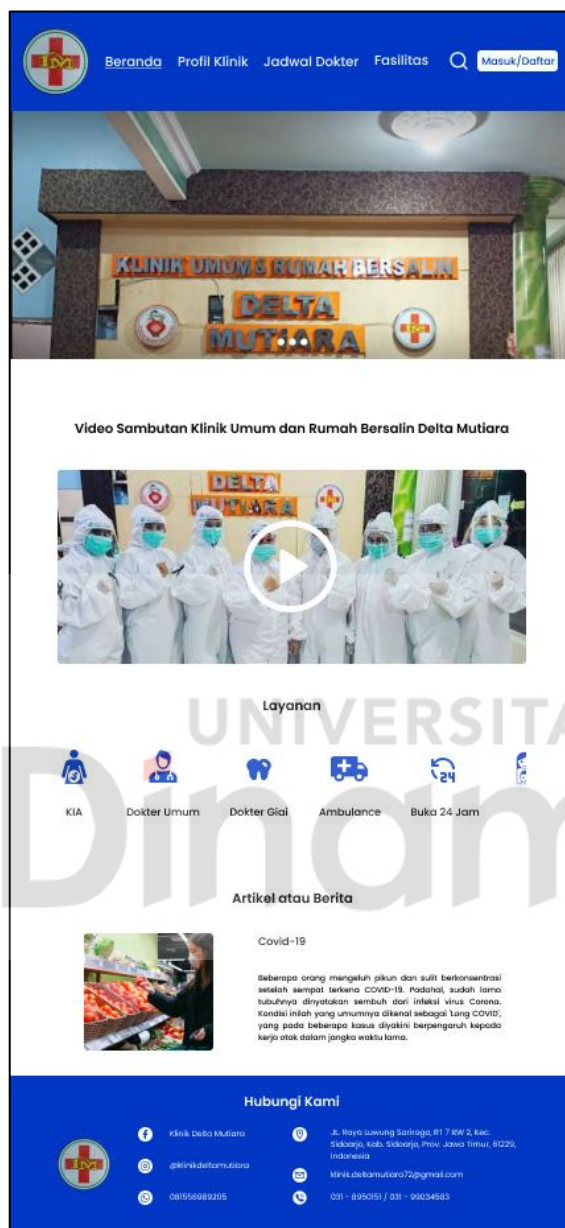 DM
Beranda Profil Klinik Jadwal Dokter Fasilitas Masuk/Daftar
KLINIK UMUM & RUMAH BERSALIN
DELTA
MUTIARA
Video Sambutan Klinik Umum dan Rumah Bersalin Delta Mutiara
DELTA
MUTIARA
Layanan
UNIVERSITA
Dinam
24
KIA Dokter Umum Dokter Giai Ambulance Buka 24 Jam
Artikel atau Berita
Covid-19
Beberapa orang mengeluh pikun dan sulit berkonsentrasi
setelah sempat terkena COVID-19. Padahal, sudah lama
tubuhnya dinyatakan sembuh dari infeksi virus Corona.
Kondisi inilah yang umumnya dikenal sebagai 'Long COVID',
yang pada beberapa kasus diyakini berpengaruh kepada
kerja otak dalam jangka waktu lama.
Hubungi Kami
DM
Klinik Delta Mutiara
@klinikdeltamutiara
081556989205
JL. Raya Luwung Sariroga, RT 7 RW 2, Kec.
Sidoarjo, Kab. Sidoarjo, Prov. Jawa Timur, 61229,
Indonesia
klinik.deltamutiara72@gmail.com
031 - 8950151 / 031 - 99034583